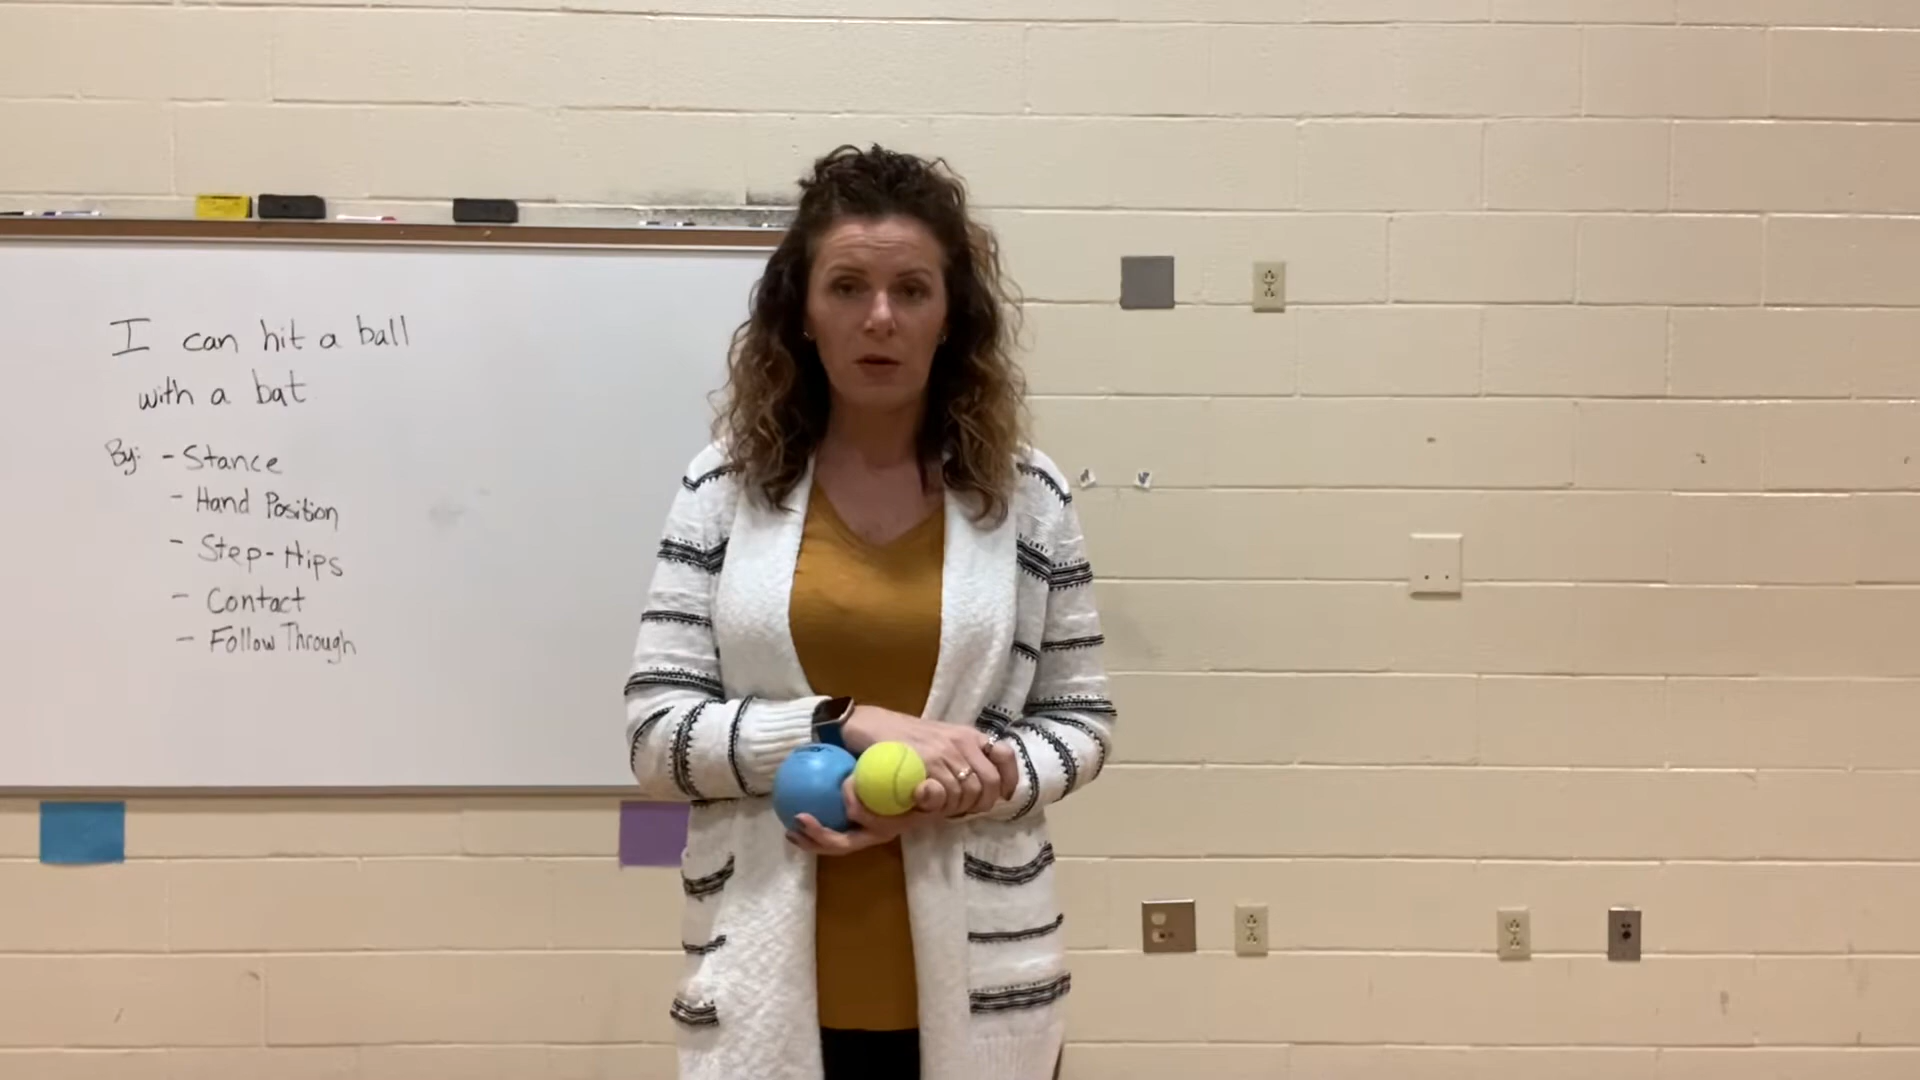 I can hit a ball
with a bat
By: - Stance
- Hand Position
- Step-Hips
- Contact
- Follow Through